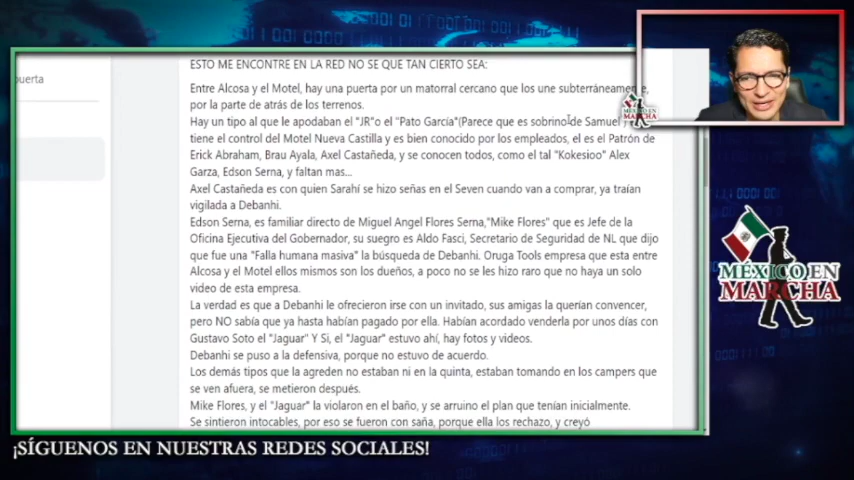 puerta
ESTO ME ENCONTRE EN LA RED NO SE QUE TAN CIERTO SEA:
Entre Alcosa y el Motel, hay una puerta por un matorral cercano que los une subterráneamente,
por la parte de atrás de los terrenos.
Hay un tipo al que le apodaban el "JR"o el "Pato García"(Parece que es sobrino de Samuel)
tiene el control del Motel Nueva Castilla y es bien conocido por los empleados, el es el Patrón de
Erick Abraham, Brau Ayala, Axel Castañeda, y se conocen todos, como el tal "Kokesioo" Alex
Garza, Edson Serna, y faltan mas...
Axel Castañeda es con quien Sarahí se hizo señas en el Seven cuando van a comprar, ya traían
vigilada a Debanhi.
Edson Serna, es familiar directo de Miguel Angel Flores Serna,"Mike Flores" que es Jefe de la
Oficina Ejecutiva del Gobernador, su suegro es Aldo Fasci, Secretario de Seguridad de NL que dijo
que fue una "Falla humana masiva" la búsqueda de Debanhi. Oruga Tools empresa que esta entre
Alcosa y el Motel ellos mismos son los dueños, a poco no se les hizo raro que no haya un solo
video de esta empresa.
La verdad es que a Debanhi le ofrecieron irse con un invitado, sus amigas la querían convencer,
pero NO sabía que ya hasta habían pagado por ella. Habían acordado venderla por unos días con
Gustavo Soto el "Jaguar" Y Si, el "Jaguar" estuvo ahí, hay fotos y videos.
Debanhi se puso a la defensiva, porque no estuvo de acuerdo.
Los demás tipos que la agreden no estaban ni en la quinta, estaban tomando en los campers que
se ven afuera, se metieron después.
Mike Flores, y el "Jaguar" la violaron en el baño, y se arruino el plan que tenían inicialmente.
Se sintieron intocables, por eso se fueron con saña, porque ella los rechazo, y creyó
MÉXICO EN
MARCHA
¡SÍGUENOS EN NUESTRAS REDES SOCIALES!